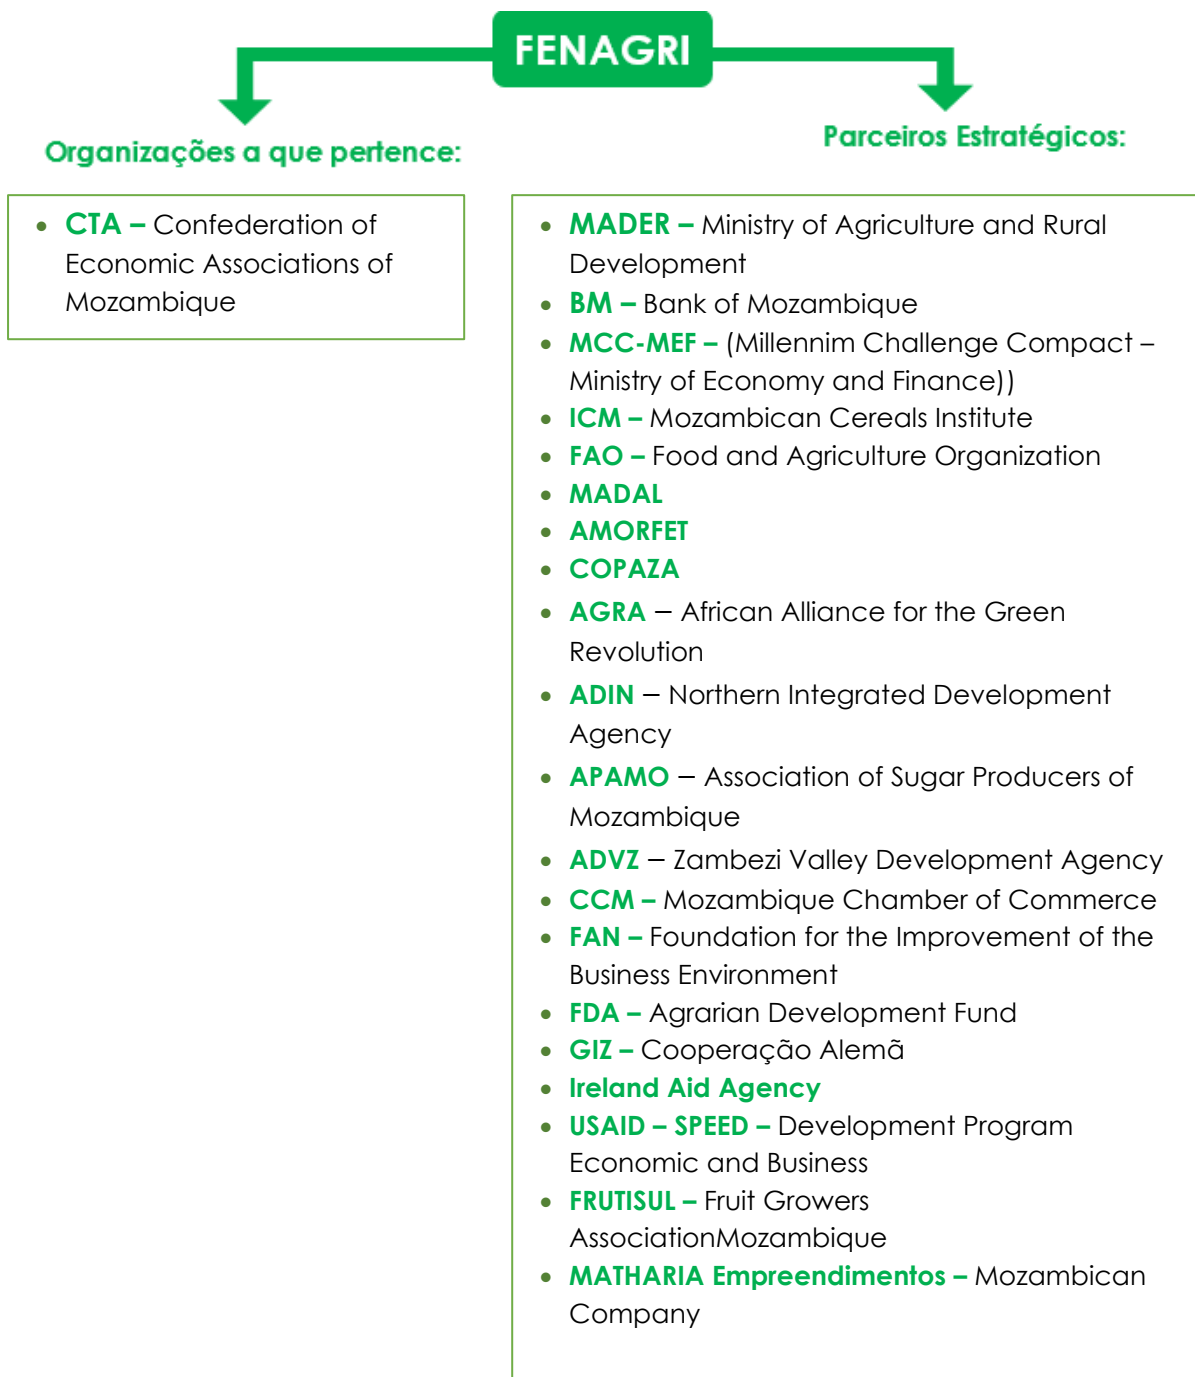 FENAGRI
Organizações a que pertence:
Parceiros Estratégicos:
• CTA – Confederation of
Economic Associations of
Mozambique
• MADER – Ministry of Agriculture and Rural
Development
• BM – Bank of Mozambique
• MCC-MEF – (Millennim Challenge Compact –
Ministry of Economy and Finance))
• ICM – Mozambican Cereals Institute
• FAO – Food and Agriculture Organization
• MADAL
• AMORFET
• COPAZA
• AGRA – African Alliance for the Green
Revolution
• ADIN – Northern Integrated Development
Agency
• APAMO – Association of Sugar Producers of
Mozambique
• ADVZ – Zambezi Valley Development Agency
• CCM – Mozambique Chamber of Commerce
• FAN – Foundation for the Improvement of the
Business Environment
• FDA – Agrarian Development Fund
• GIZ – Cooperação Alemã
• Ireland Aid Agency
• USAID – SPEED – Development Program
Economic and Business
• FRUTISUL – Fruit Growers
AssociationMozambique
• MATHARIA Empreendimentos – Mozambican
Company